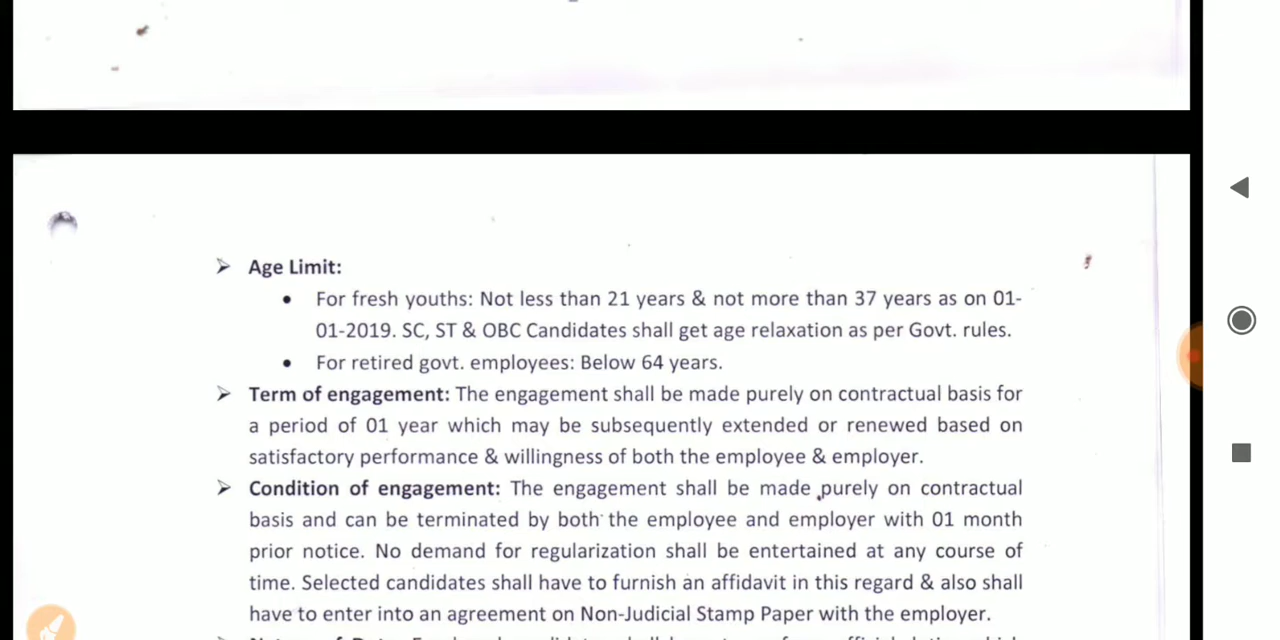 Age Limit:
For fresh youths: Not less than 21 years & not more than 37 years as on 01-
01-2019. SC, ST & OBC Candidates shall get age relaxation as per Govt. rules.
For retired govt. employees: Below 64 years.
Term of engagement: The engagement shall be made purely on contractual basis for
a period of 01 year which may be subsequently extended or renewed based on
satisfactory performance & willingness of both the employee & employer.
Condition of engagement: The engagement shall be made purely on contractual
basis and can be terminated by both the employee and employer with 01 month
prior notice. No demand for regularization shall be entertained at any course of
time. Selected candidates shall have to furnish an affidavit in this regard & also shall
have to enter into an agreement on Non-Judicial Stamp Paper with the employer.